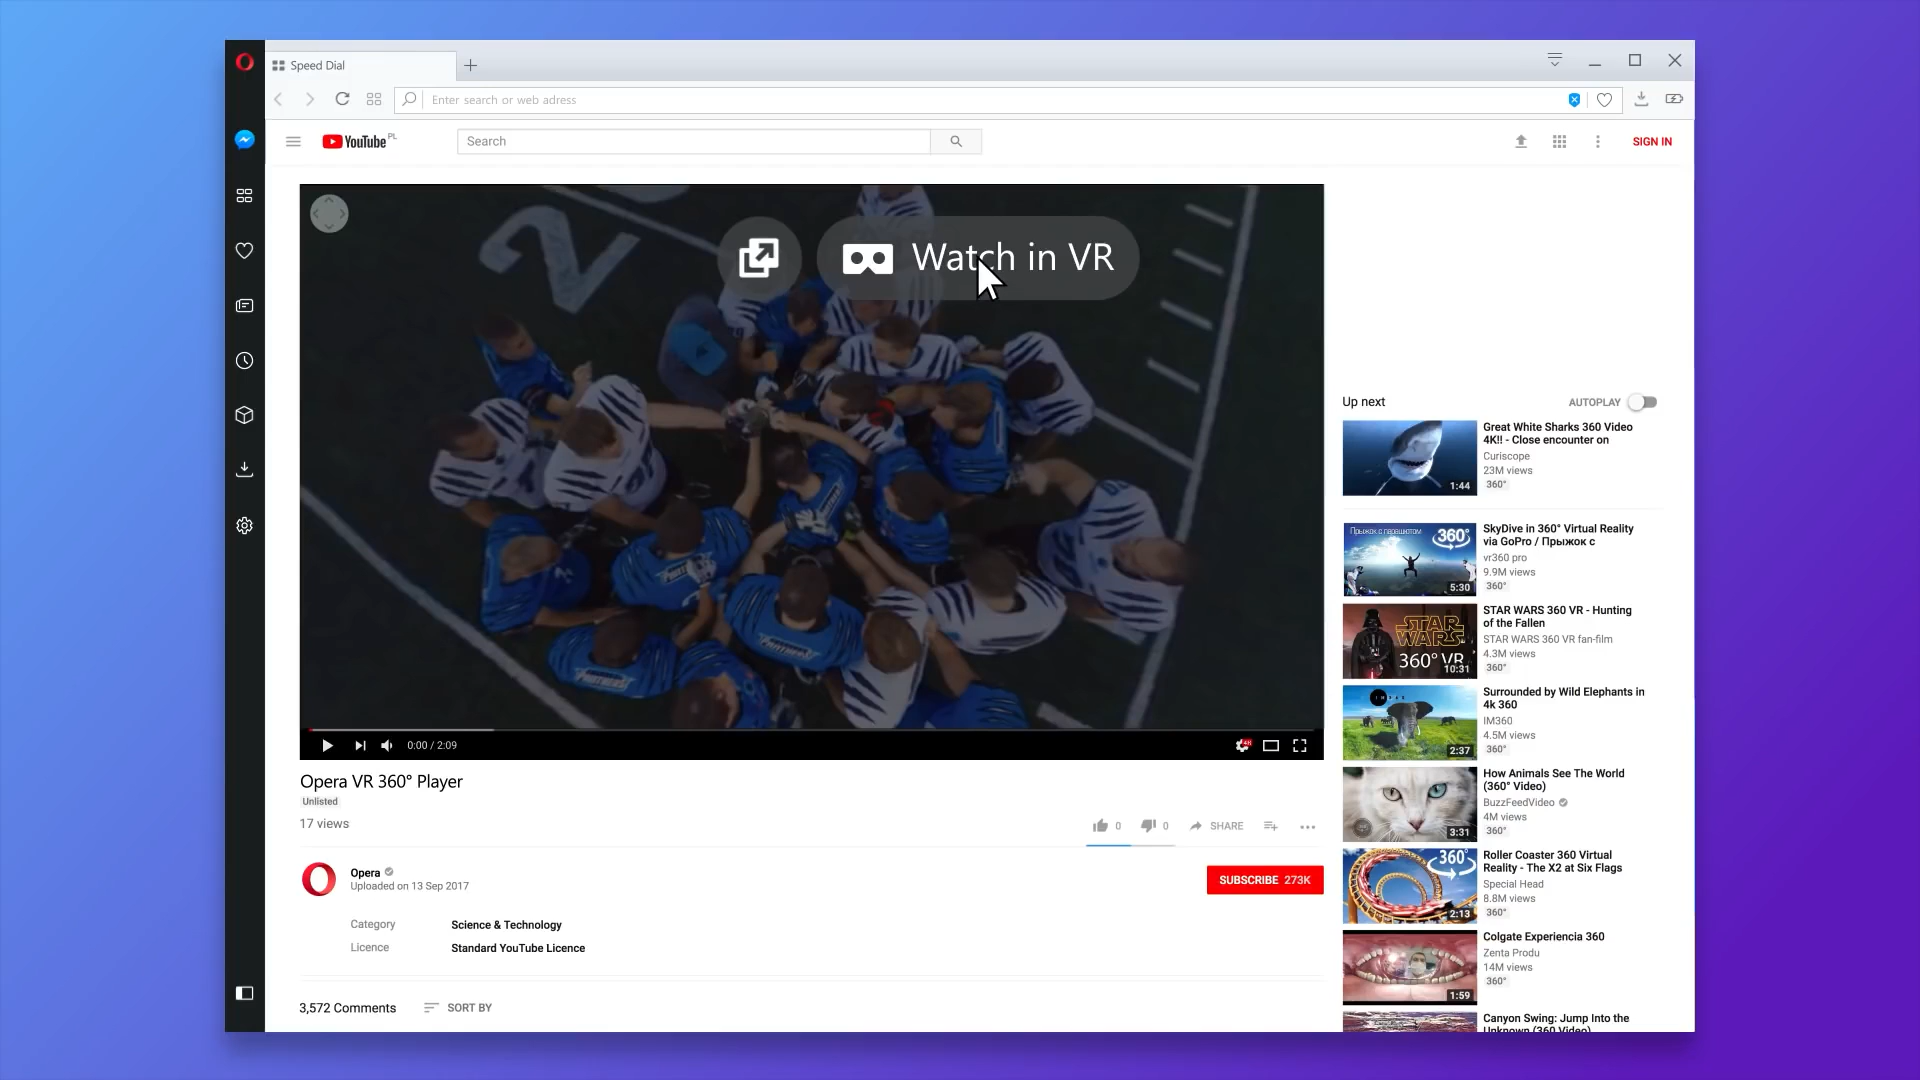 Speed Dial
Enter search or web adress
YouTube PL
Search
SIGN IN
Watch in VR
0:00 / 2:09
Opera VR 360° Player
Unlisted
17 views
0
0
SHARE
Opera
Uploaded on 13 Sep 2017
SUBSCRIBE 273K
Category
Science & Technology
Licence
Standard YouTube Licence
3,572 Comments
SORT BY
Up next
AUTOPLAY
1:44
Great White Sharks 360 Video
4K!! - Close encounter on
Curiscope
23M views
360°
Прыжок с парашютом
360°
5:30
SkyDive in 360° Virtual Reality
via GoPro / Прыжок с
vr360 pro
9.9M views
360°
STAR
WARS
360° VR
10:31
STAR WARS 360 VR - Hunting
of the Fallen
STAR WARS 360 VR fan-film
4.3M views
360°
2:37
Surrounded by Wild Elephants in
4k 360
IM360
4.5M views
360°
3:31
How Animals See The World
(360° Video)
BuzzFeedVideo
4M views
360°
360°
2:13
Roller Coaster 360 Virtual
Reality - The X2 at Six Flags
Special Head
8.8M views
360°
1:59
Colgate Experiencia 360
Zenta Produ
14M views
360°
Canyon Swing: Jump Into the
Unknown (360 Video)